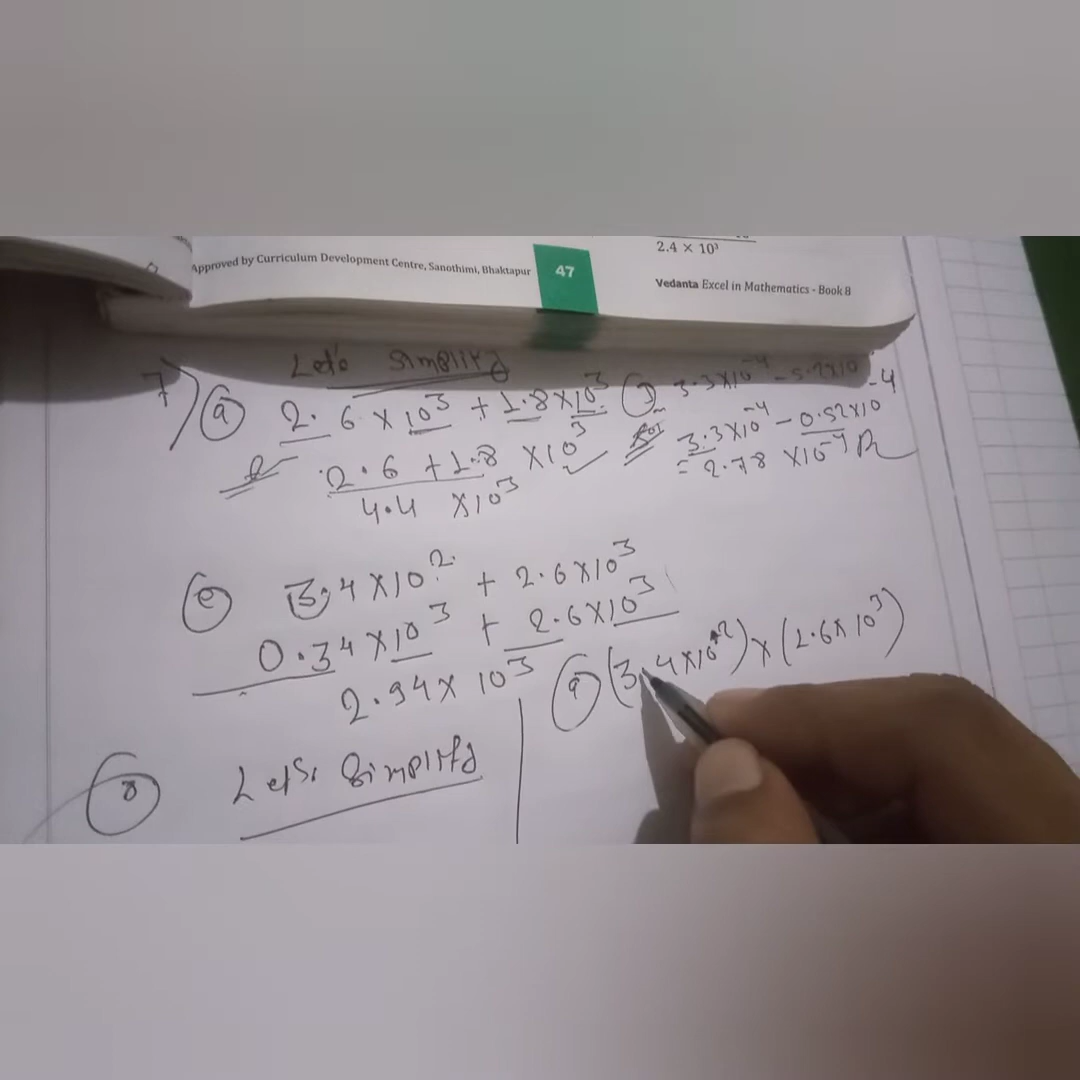 2.4 × 10³
Approved by Curriculum Development Centre, Sanothimi, Bhaktapur
47
Vedanta Excel in Mathematics - Book 8
Let's simplify
7) a 2.6 × 10³ + 1.8 × 10³
2.6 + 1.8 × 10³
4.4 × 10³
3.3×10⁻⁴ - 5.2×10
3.3×10⁻⁴ - 0.52×10⁻⁴
= 2.78 × 10⁻⁴
e 3.4×10² + 2.6×10³
0.34×10³ + 2.6×10³
2.94× 10³
8 Let's. Simplify
a (3.4×10²) × (2.6×10³)